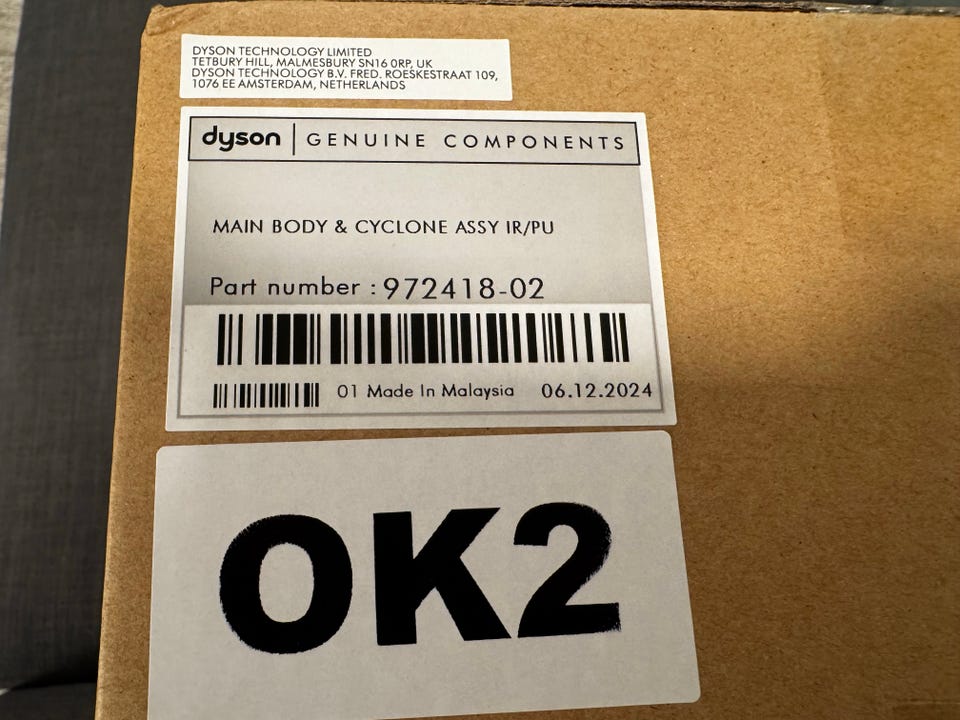 DYSON TECHNOLOGY LIMITED
TETBURY HILL, MALMESBURY SN16 0RP, UK
DYSON TECHNOLOGY B.V. FRED. ROESKESTRAAT 109,
1076 EE AMSTERDAM, NETHERLANDS
dyson | GENUINE COMPONENTS
MAIN BODY & CYCLONE ASSY IR/PU
Part number : 972418-02
01 Made In Malaysia 06.12.2024
OK2